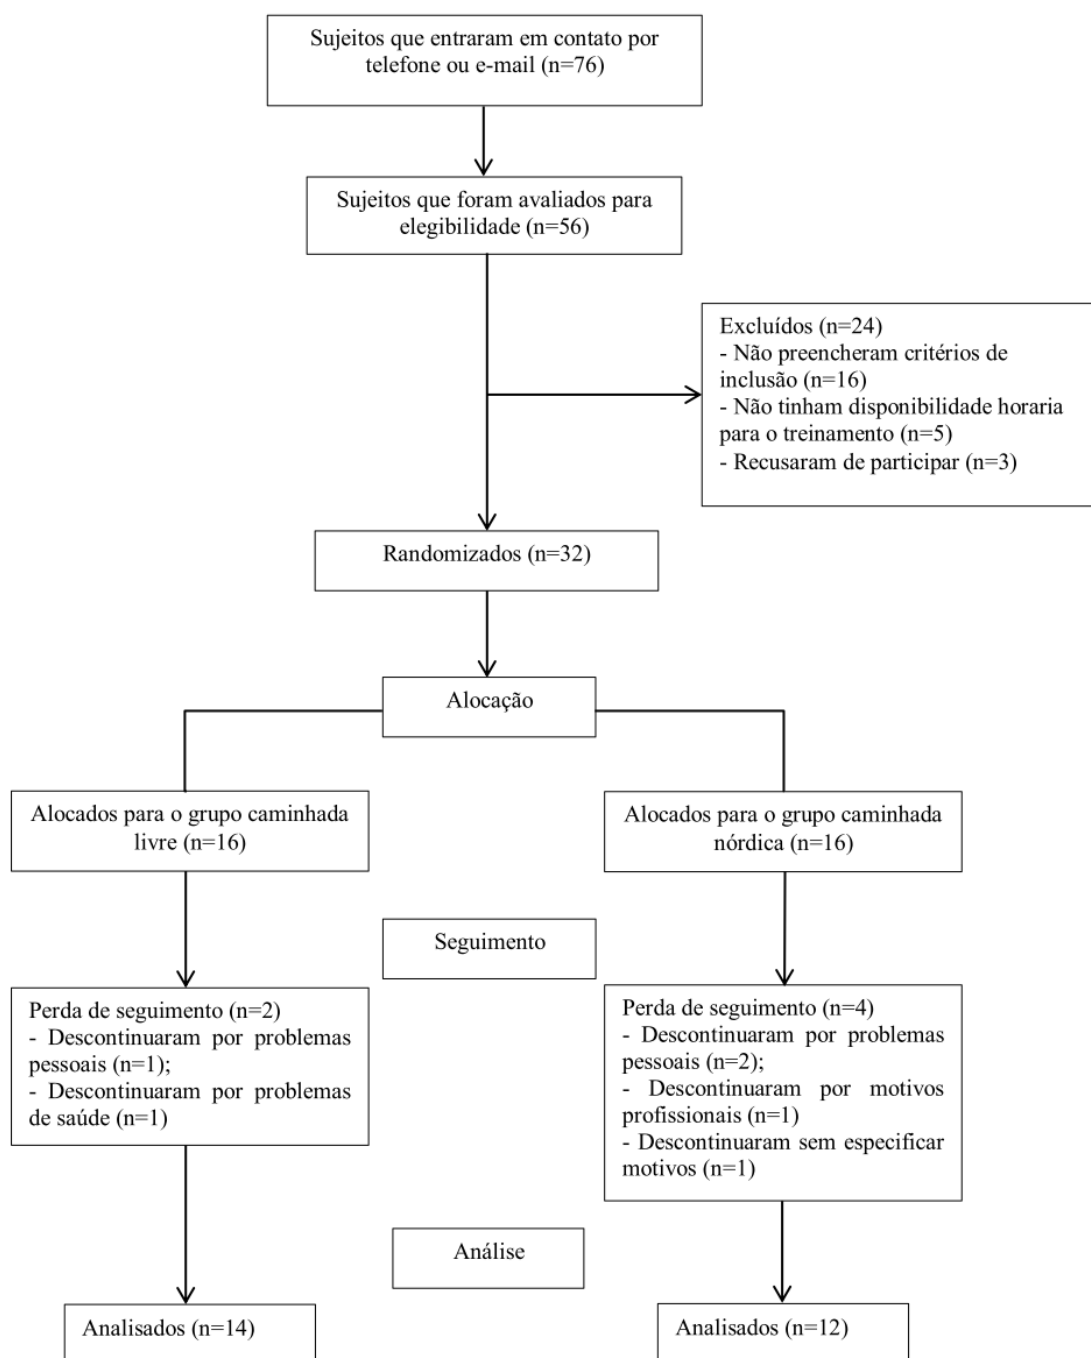 Sujeitos que entraram em contato por
telefone ou e-mail (n=76)
Sujeitos que foram avaliados para
elegibilidade (n=56)
Excluídos (n=24)
- Não preencheram critérios de
inclusão (n=16)
- Não tinham disponibilidade horaria
para o treinamento (n=5)
- Recusaram de participar (n=3)
Randomizados (n=32)
Alocação
Alocados para o grupo caminhada
livre (n=16)
Alocados para o grupo caminhada
nórdica (n=16)
Seguimento
Perda de seguimento (n=2)
- Descontinuaram por problemas
pessoais (n=1);
- Descontinuaram por problemas
de saúde (n=1)
Perda de seguimento (n=4)
- Descontinuaram por problemas
pessoais (n=2);
- Descontinuaram por motivos
profissionais (n=1)
- Descontinuaram sem especificar
motivos (n=1)
Análise
Analisados (n=14)
Analisados (n=12)